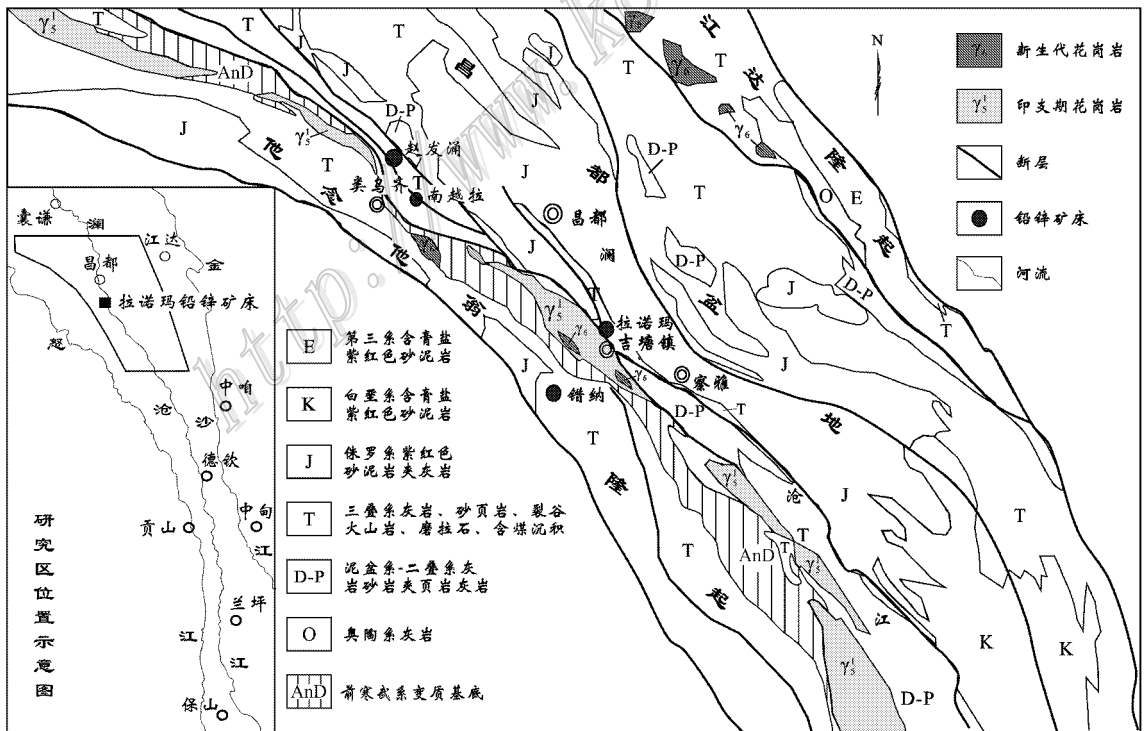 新生代花岗岩
印支期花岗岩
断层
铅锌矿床
河流
N
江达隆起
昌都盆地
他念他翁隆起
澜
沧
江
赵发涌
类乌齐
南越拉
昌都
拉诺玛
吉塘镇
察雅
错纳
γ₆
γ₅¹
AnD
D-P
T
J
K
O
E
囊谦
澜
江达
金
昌都
拉诺玛铅锌矿床
怒
沧
沙
中咱
德钦
贡山
中甸
江
兰坪
江
江
保山
研究区位置示意图
E
第三系含膏盐
紫红色砂泥岩
K
白垩系含膏盐
紫红色砂泥岩
J
侏罗系紫红色
砂泥岩夹灰岩
T
三叠系灰岩、砂页岩、裂谷
火山岩、磨拉石、含煤沉积
D-P
泥盆系-二叠系灰
岩砂岩夹页岩灰岩
O
奥陶系灰岩
AnD
前寒武系变质基底
http://www.